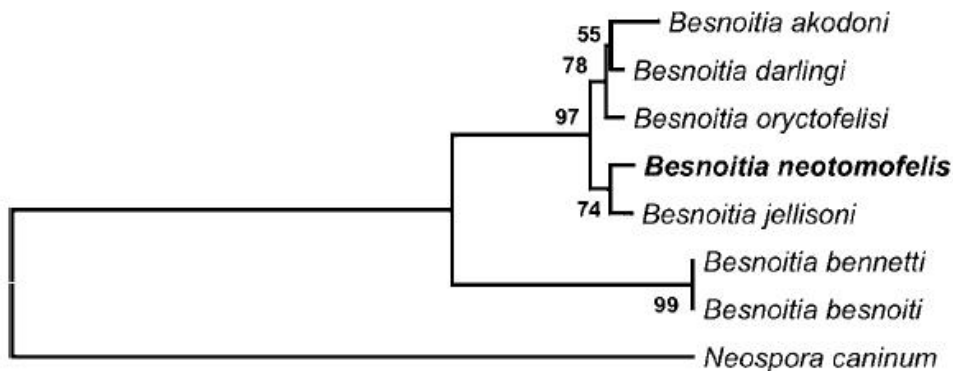 Besnoitia akodoni
55
Besnoitia darlingi
78
Besnoitia oryctofelisi
97
Besnoitia neotomofelis
Besnoitia jellisoni
74
Besnoitia bennetti
Besnoitia besnoiti
99
Neospora caninum